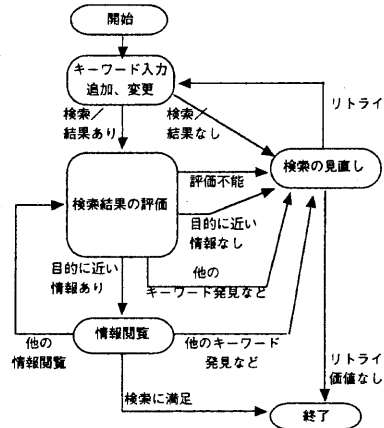 開始
キーワード入力
追加、変更
リトライ
検索／
結果あり
検索／
結果なし
検索の見直し
評価不能
検索結果の評価
目的に近い
情報なし
目的に近い
情報あり
他の
キーワード発見など
情報閲覧
他の
情報閲覧
他のキーワード
発見など
リトライ
価値なし
検索に満足
終了